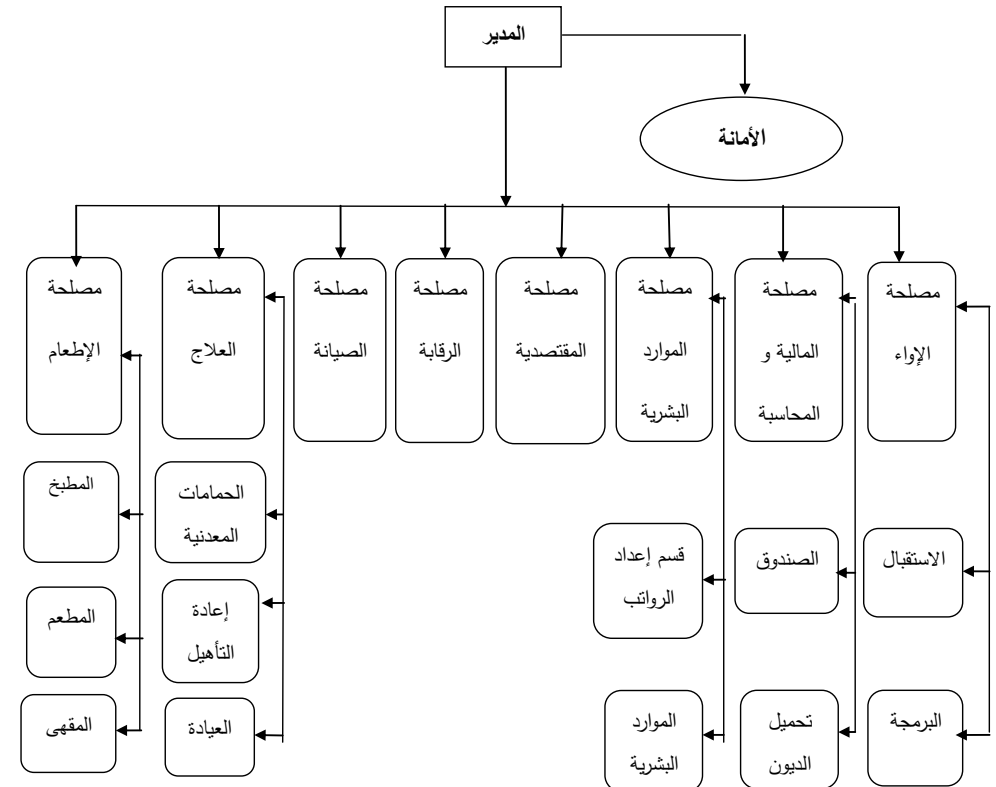 المدير
الأمانة
مصلحة
الإواء
مصلحة
المالية و
المحاسبة
مصلحة
الموارد
البشرية
مصلحة
المقتصدية
مصلحة
الرقابة
مصلحة
الصيانة
مصلحة
العلاج
مصلحة
الإطعام
الاستقبال
البرمجة
الصندوق
تحميل
الديون
قسم إعداد
الرواتب
الموارد
البشرية
الحمامات
المعدنية
إعادة
التأهيل
العيادة
المطبخ
المطعم
المقهى